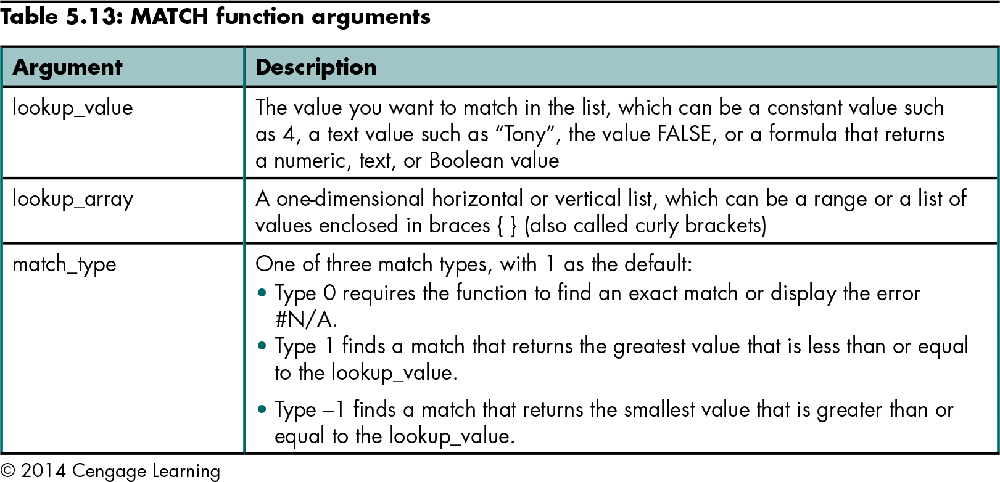 Table 5.13: MATCH function arguments
Argument
Description
lookup_value
The value you want to match in the list, which can be a constant value such
as 4, a text value such as “Tony”, the value FALSE, or a formula that returns
a numeric, text, or Boolean value
lookup_array
A one-dimensional horizontal or vertical list, which can be a range or a list of
values enclosed in braces { } (also called curly brackets)
match_type
One of three match types, with 1 as the default:
• Type 0 requires the function to find an exact match or display the error
#N/A.
• Type 1 finds a match that returns the greatest value that is less than or equal
to the lookup_value.
• Type –1 finds a match that returns the smallest value that is greater than or
equal to the lookup_value.
© 2014 Cengage Learning